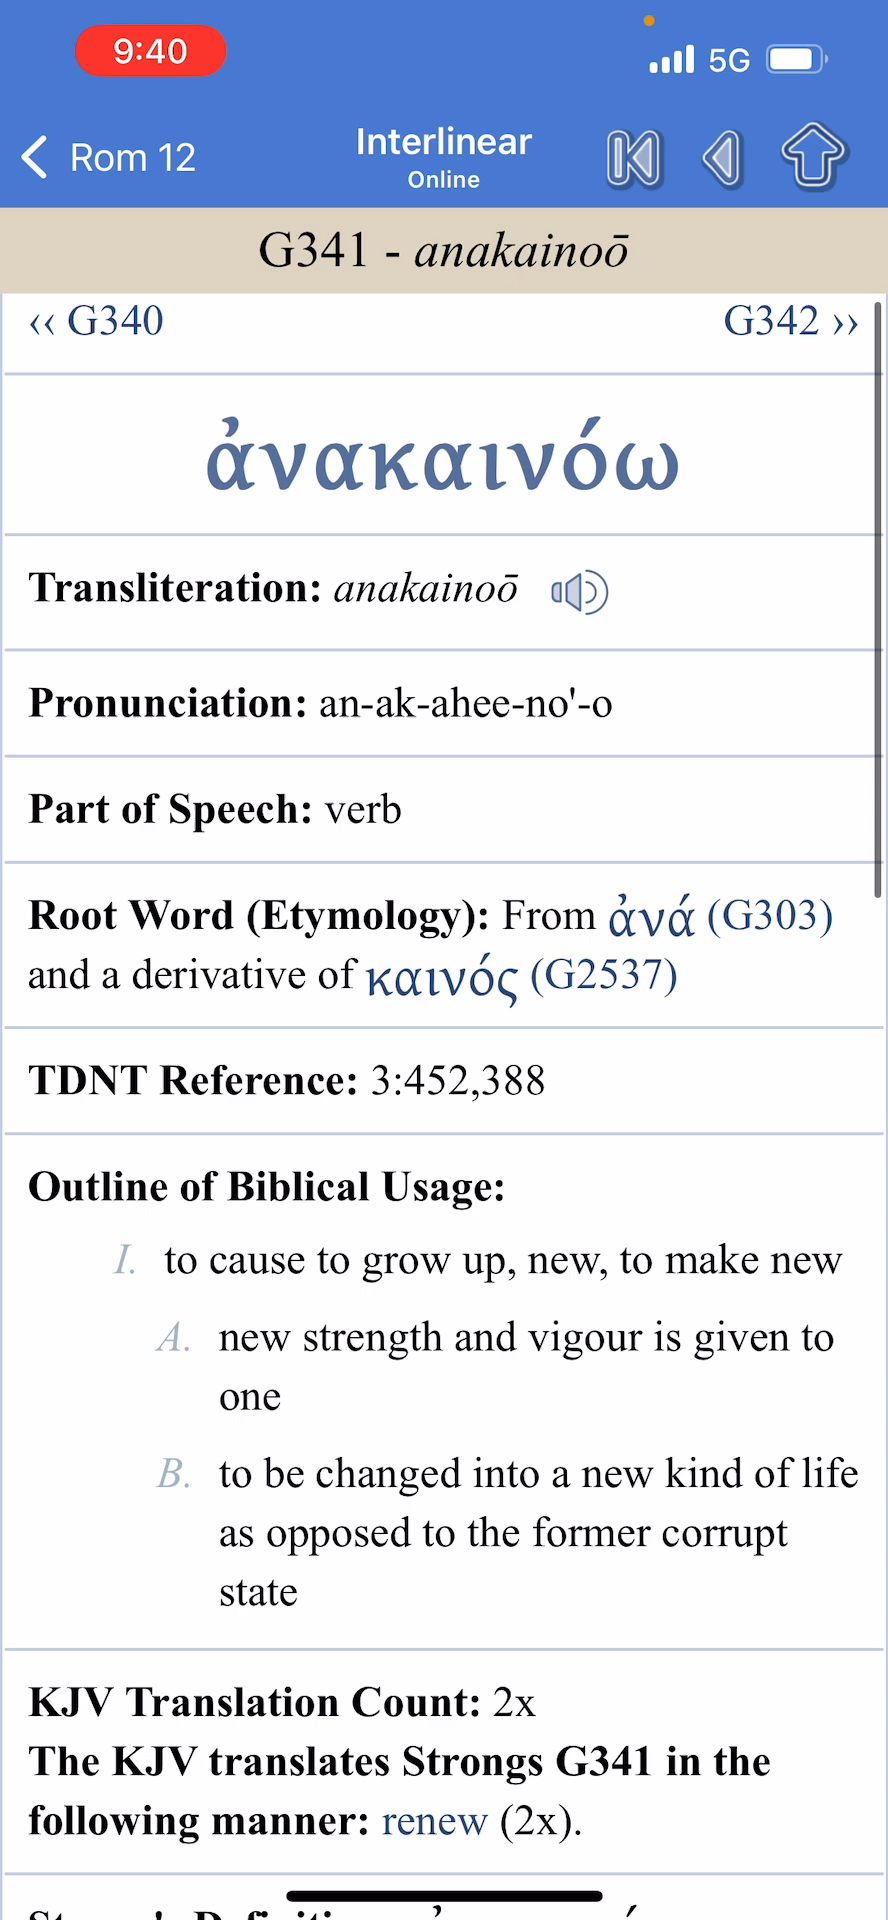 9:40
5G
Rom 12
Interlinear
Online
G341 - anakainoō
‹‹ G340
G342 ››
ἀνακαινόω
Transliteration: anakainoō
Pronunciation: an-ak-ahee-no'-o
Part of Speech: verb
Root Word (Etymology): From ἀνά (G303)
and a derivative of καινός (G2537)
TDNT Reference: 3:452,388
Outline of Biblical Usage:
I. to cause to grow up, new, to make new
A. new strength and vigour is given to
one
B. to be changed into a new kind of life
as opposed to the former corrupt
state
KJV Translation Count: 2x
The KJV translates Strongs G341 in the
following manner: renew (2x).